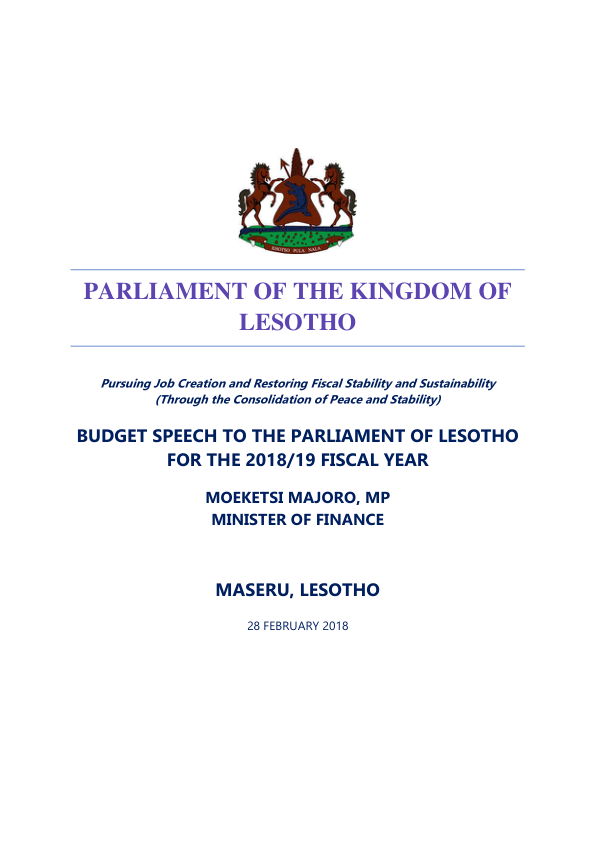 KHOTSO PULA NALA
PARLIAMENT OF THE KINGDOM OF
LESOTHO
Pursuing Job Creation and Restoring Fiscal Stability and Sustainability
(Through the Consolidation of Peace and Stability)
BUDGET SPEECH TO THE PARLIAMENT OF LESOTHO
FOR THE 2018/19 FISCAL YEAR
MOEKETSI MAJORO, MP
MINISTER OF FINANCE
MASERU, LESOTHO
28 FEBRUARY 2018